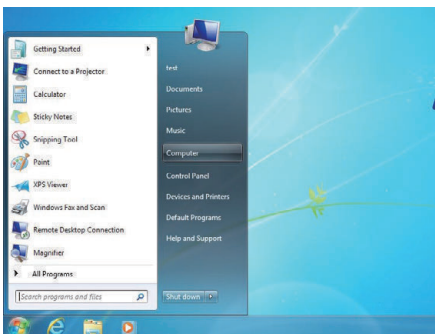 Getting Started
Connect to a Projector
Calculator
Sticky Notes
Snipping Tool
Paint
XPS Viewer
Windows Fax and Scan
Remote Desktop Connection
Magnifier
All Programs
Search programs and files
test
Documents
Pictures
Music
Computer
Control Panel
Devices and Printers
Default Programs
Help and Support
Shut down